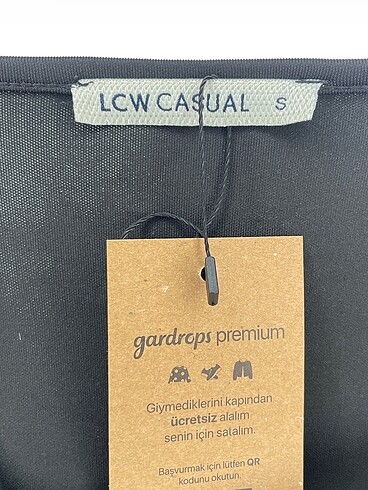 LCW CASUAL S
gardrops premium
Giymediklerini kapından
ücretsiz alalım
senin için satalım.
Başvurmak için lütfen QR
kodunu okutun.